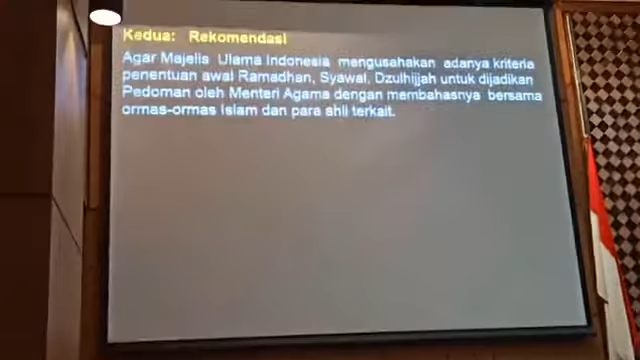 Kedua: Rekomendasi
Agar Majelis Ulama Indonesia mengusahakan adanya kriteria
penentuan awal Ramadhan, Syawal, Dzulhijjah untuk dijadikan
Pedoman oleh Menteri Agama dengan membahasnya bersama
ormas-ormas Islam dan para ahli terkait.